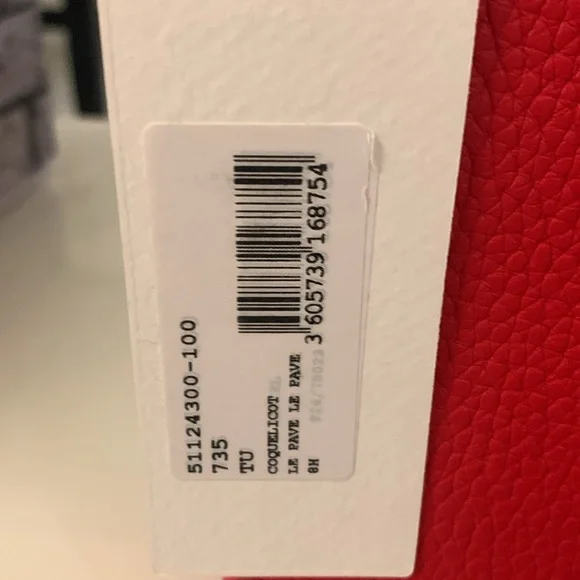 51124300-100
735
TU
COQUELICOT
LE PAVE LE PAVE
8H
3 605739 168754